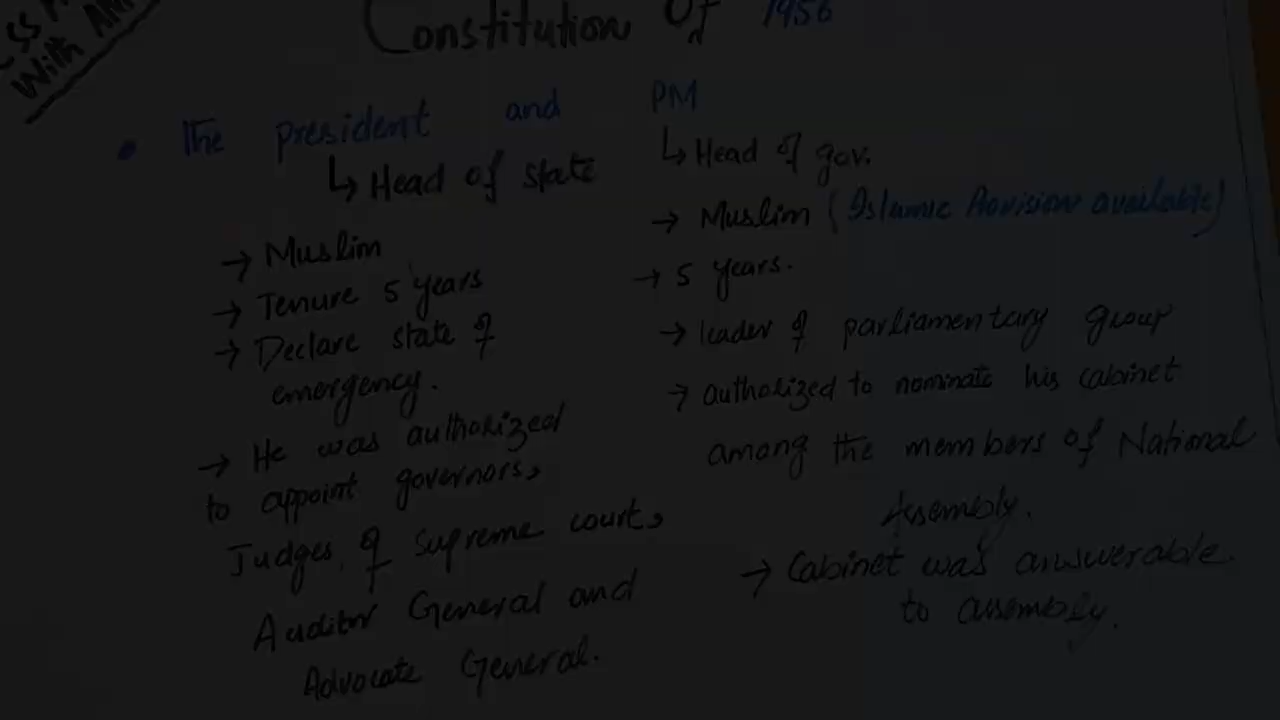 With
Constitution Of 1956
• The president and PM
↳ Head of state
→ Muslim
→ Tenure 5 years
→ Declare state of
emergency.
→ He was authorized
to appoint governors,
Judges of Supreme court,
Auditor General and
Advocate General.
↳ Head of gov.
→ Muslim (Islamic Provision available)
→ 5 years.
→ leader of parliamentary group
→ authorized to nominate his cabinet
among the members of National
Assembly.
→ Cabinet was answerable
to assembly.